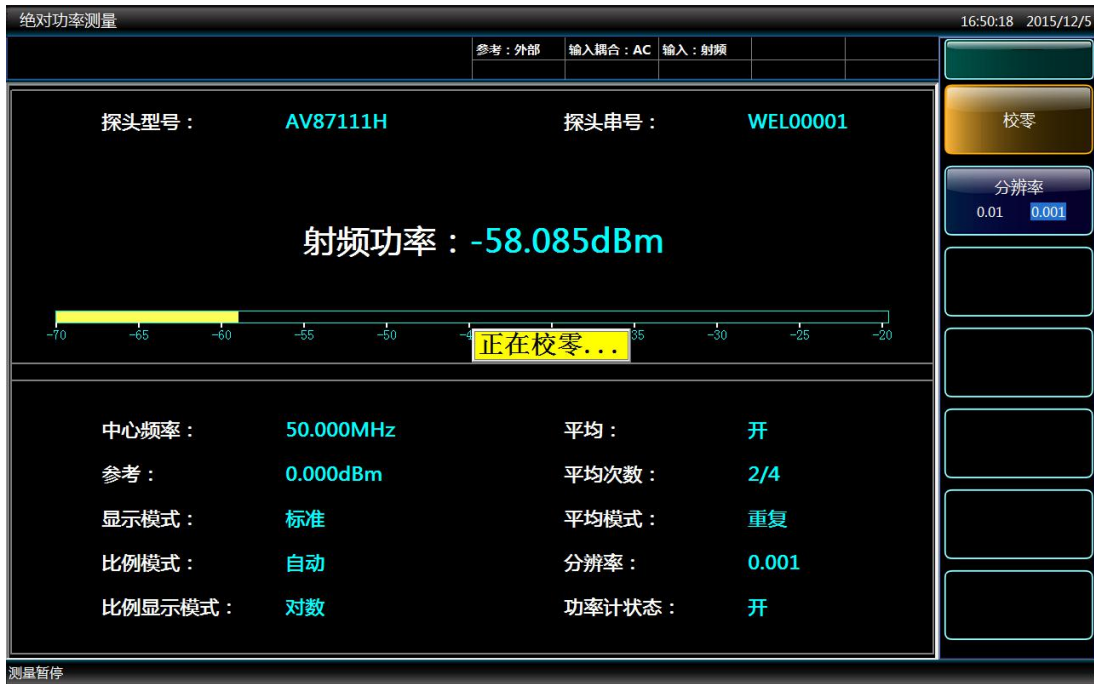 绝对功率测量 16:50:18 2015/12/5
参考：外部 输入耦合：AC 输入：射频
校零
探头型号： AV87111H 探头串号： WEL00001
分辨率
0.01 0.001
射频功率：-58.085dBm
-70 -65 -60 -55 -50 -4 35 -30 -25 -20
正在校零...
中心频率： 50.000MHz 平均： 开
参考： 0.000dBm 平均次数： 2/4
显示模式： 标准 平均模式： 重复
比例模式： 自动 分辨率： 0.001
比例显示模式： 对数 功率计状态： 开
测量暂停